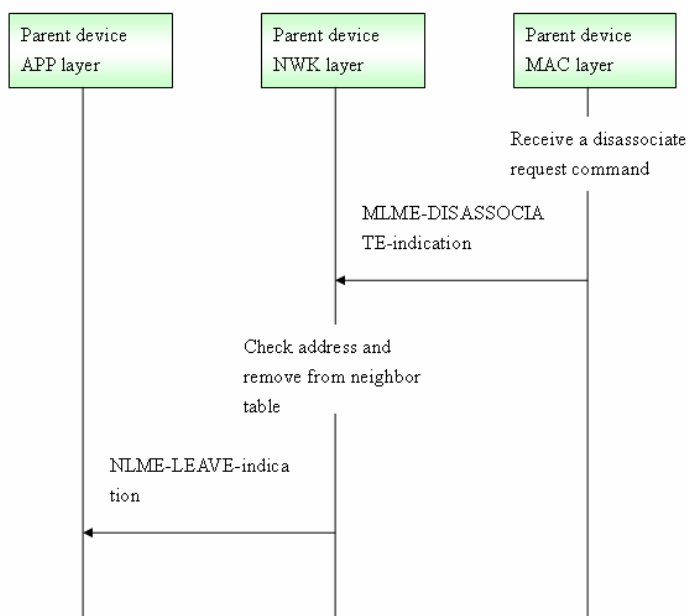 Parent device
APP layer
Parent device
NWK layer
Parent device
MAC layer
Receive a disassociate
request command
MLME-DISASSOCIA
TE-indication
Check address and
remove from neighbor
table
NLME-LEAVE-indica
tion